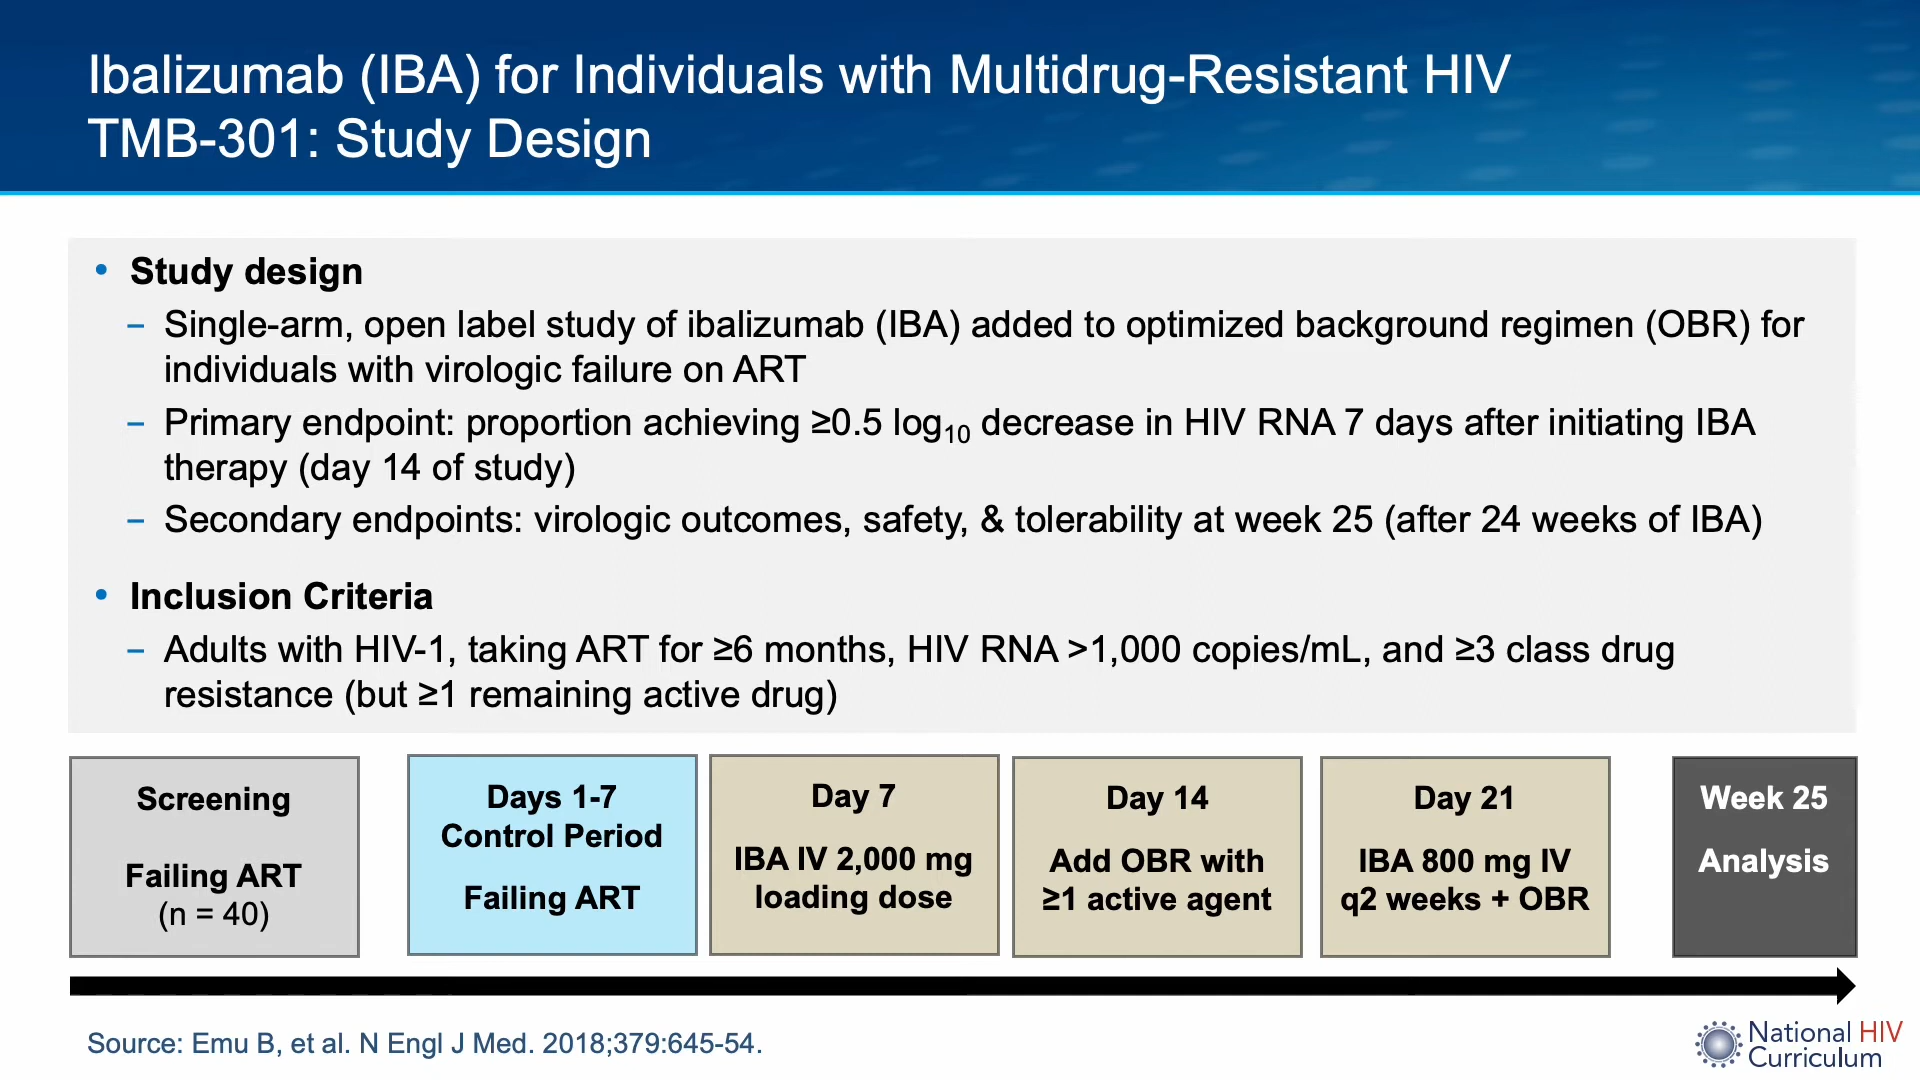 Ibalizumab (IBA) for Individuals with Multidrug-Resistant HIV
TMB-301: Study Design
• Study design
– Single-arm, open label study of ibalizumab (IBA) added to optimized background regimen (OBR) for
individuals with virologic failure on ART
– Primary endpoint: proportion achieving ≥0.5 log10 decrease in HIV RNA 7 days after initiating IBA
therapy (day 14 of study)
– Secondary endpoints: virologic outcomes, safety, & tolerability at week 25 (after 24 weeks of IBA)
• Inclusion Criteria
– Adults with HIV-1, taking ART for ≥6 months, HIV RNA >1,000 copies/mL, and ≥3 class drug
resistance (but ≥1 remaining active drug)
Screening
Failing ART
(n = 40)
Days 1-7
Control Period
Failing ART
Day 7
IBA IV 2,000 mg
loading dose
Day 14
Add OBR with
≥1 active agent
Day 21
IBA 800 mg IV
q2 weeks + OBR
Week 25
Analysis
Source: Emu B, et al. N Engl J Med. 2018;379:645-54.
National HIV
Curriculum